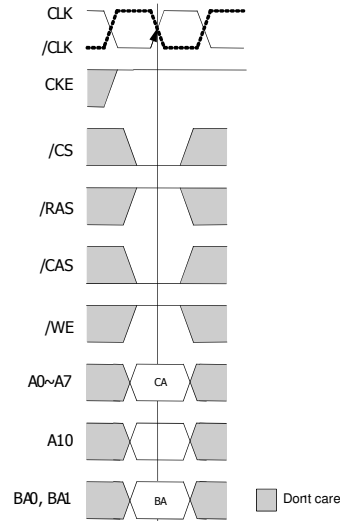 CLK
/CLK
CKE
/CS
/RAS
/CAS
/WE
A0~A7
CA
A10
BA0, BA1
BA
Dont care